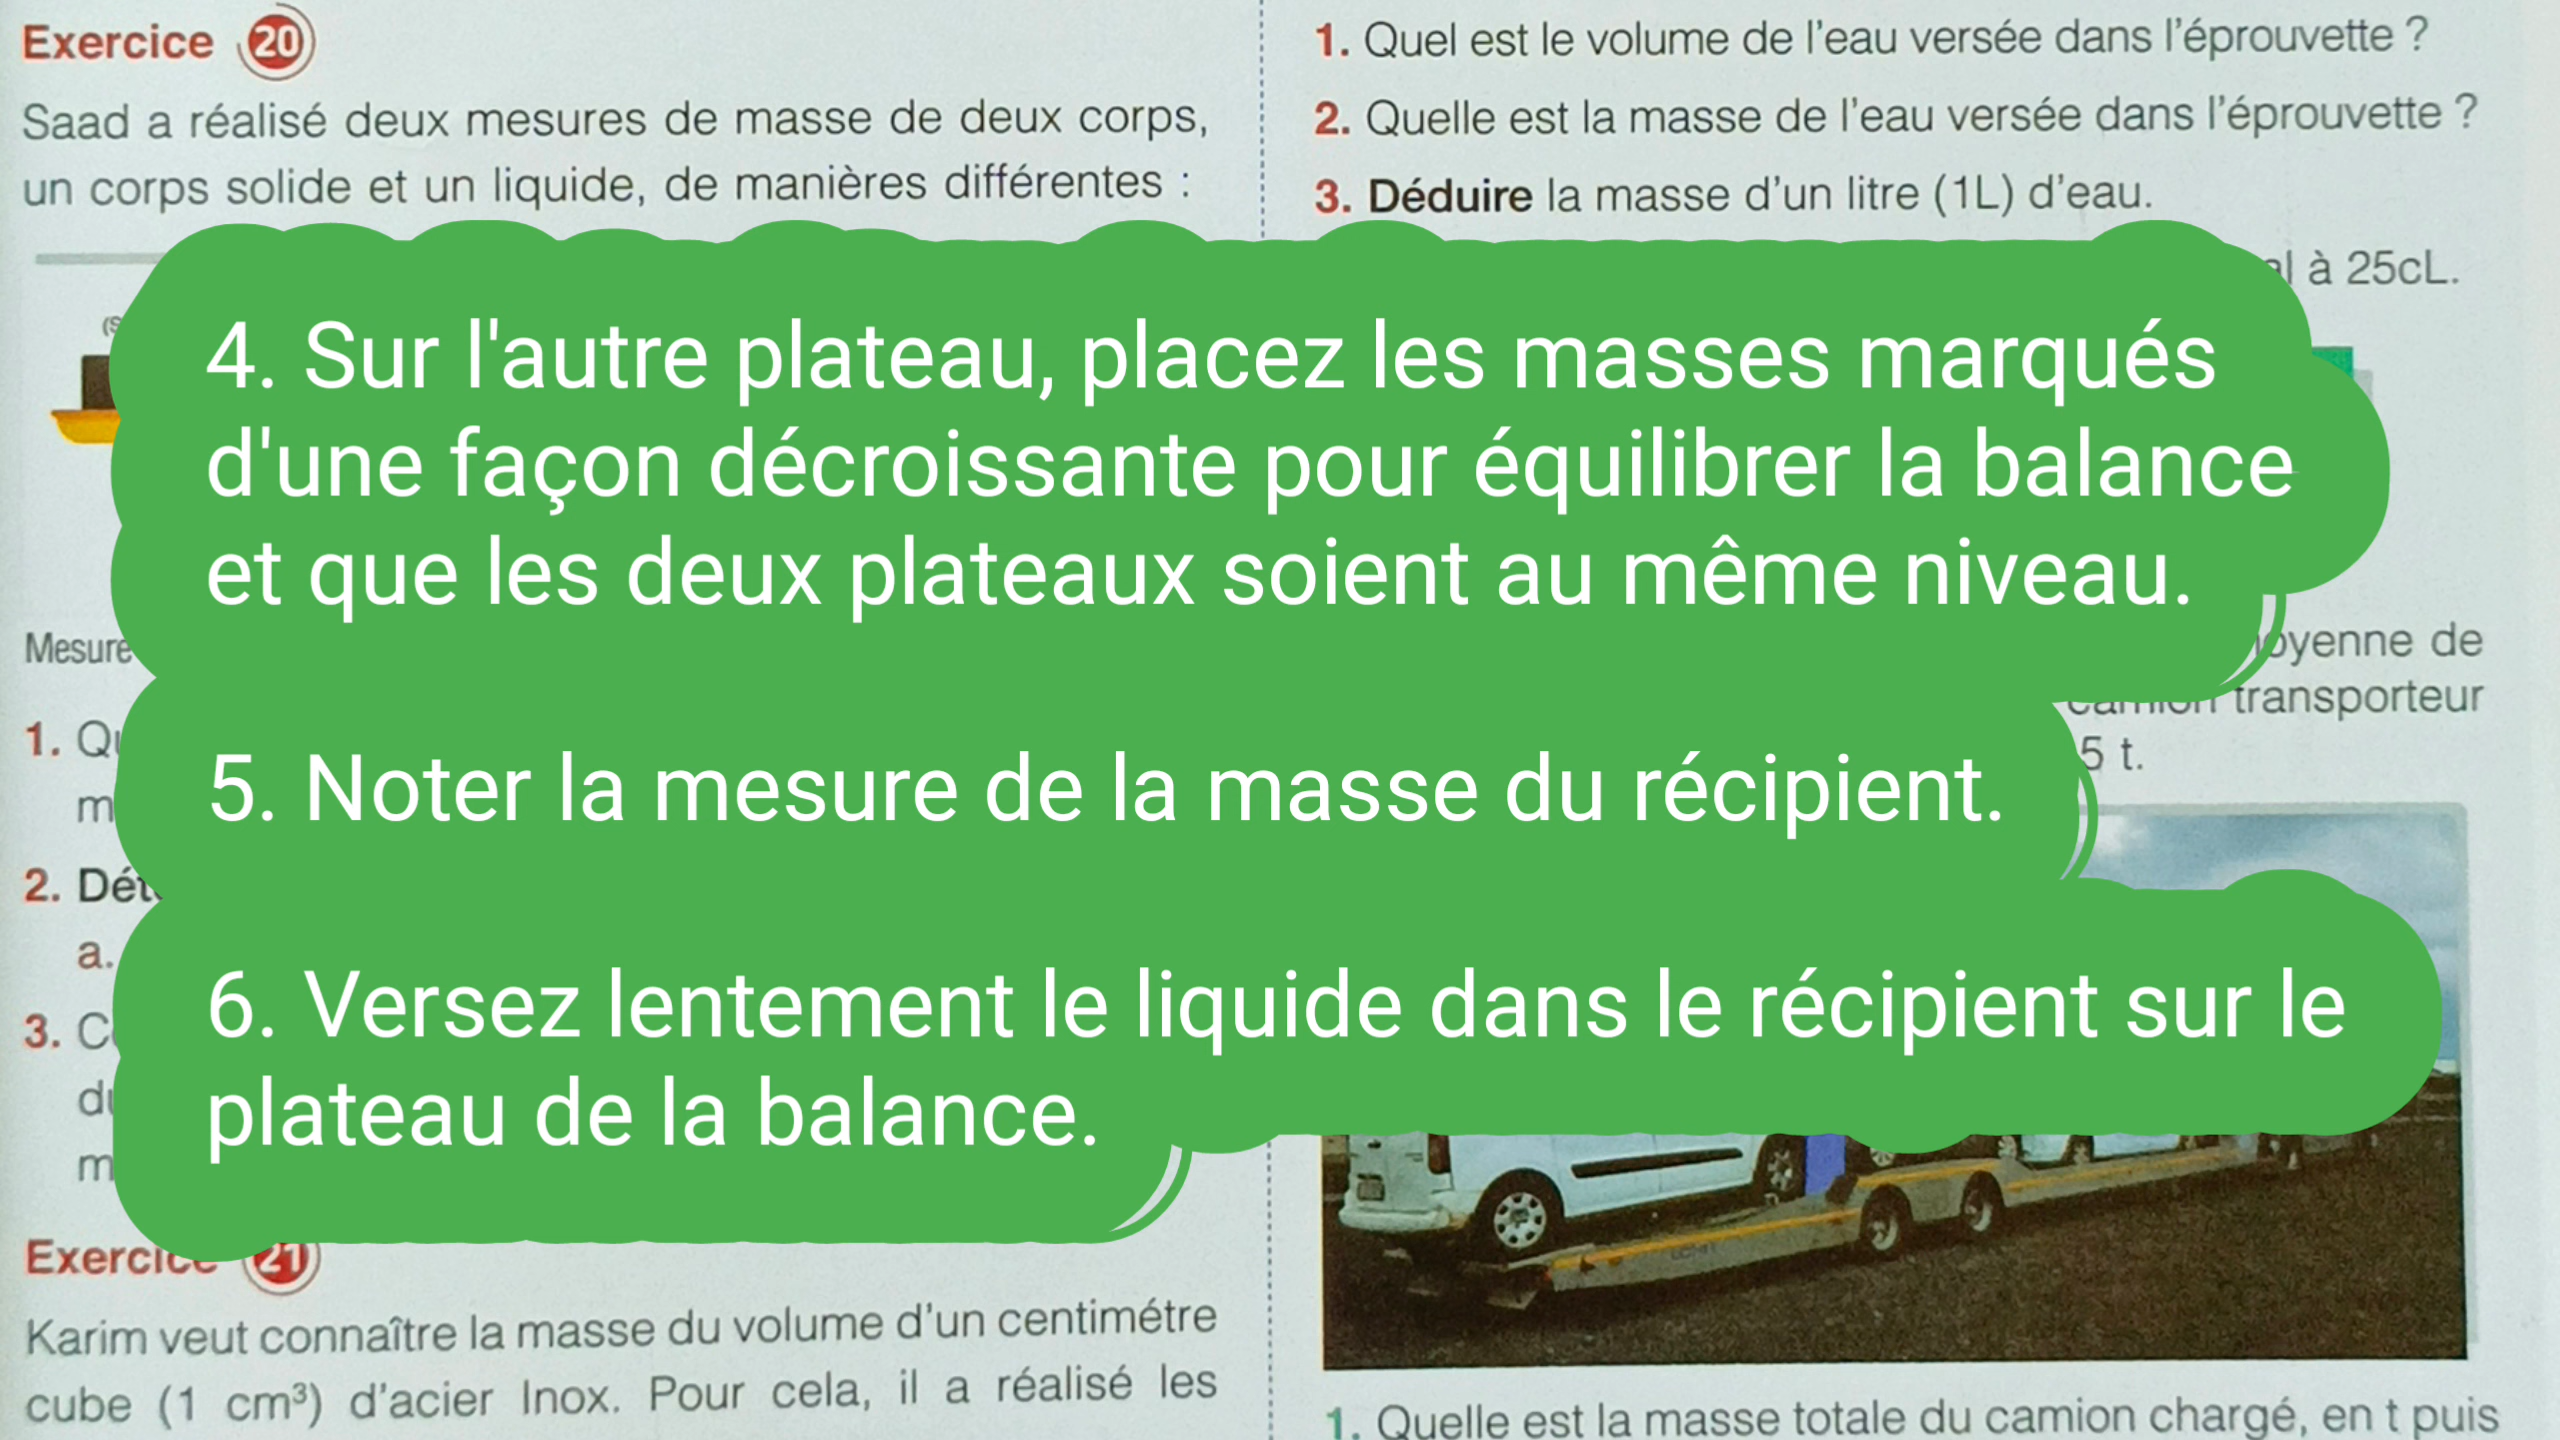 Exercice 20
Saad a réalisé deux mesures de masse de deux corps,
un corps solide et un liquide, de manières différentes :
Mesure
1.
2.
a.
3.
Exercice 21
Karim veut connaître la masse du volume d'un centimétre
cube (1 cm³) d'acier Inox. Pour cela, il a réalisé les
1. Quel est le volume de l'eau versée dans l'éprouvette ?
2. Quelle est la masse de l'eau versée dans l'éprouvette ?
3. Déduire la masse d'un litre (1L) d'eau.
à 25cL.
4. Sur l'autre plateau, placez les masses marqués
d'une façon décroissante pour équilibrer la balance
et que les deux plateaux soient au même niveau.
5. Noter la mesure de la masse du récipient.
6. Versez lentement le liquide dans le récipient sur le
plateau de la balance.
de
camion transporteur
5 t.
1. Quelle est la masse totale du camion chargé, en t puis